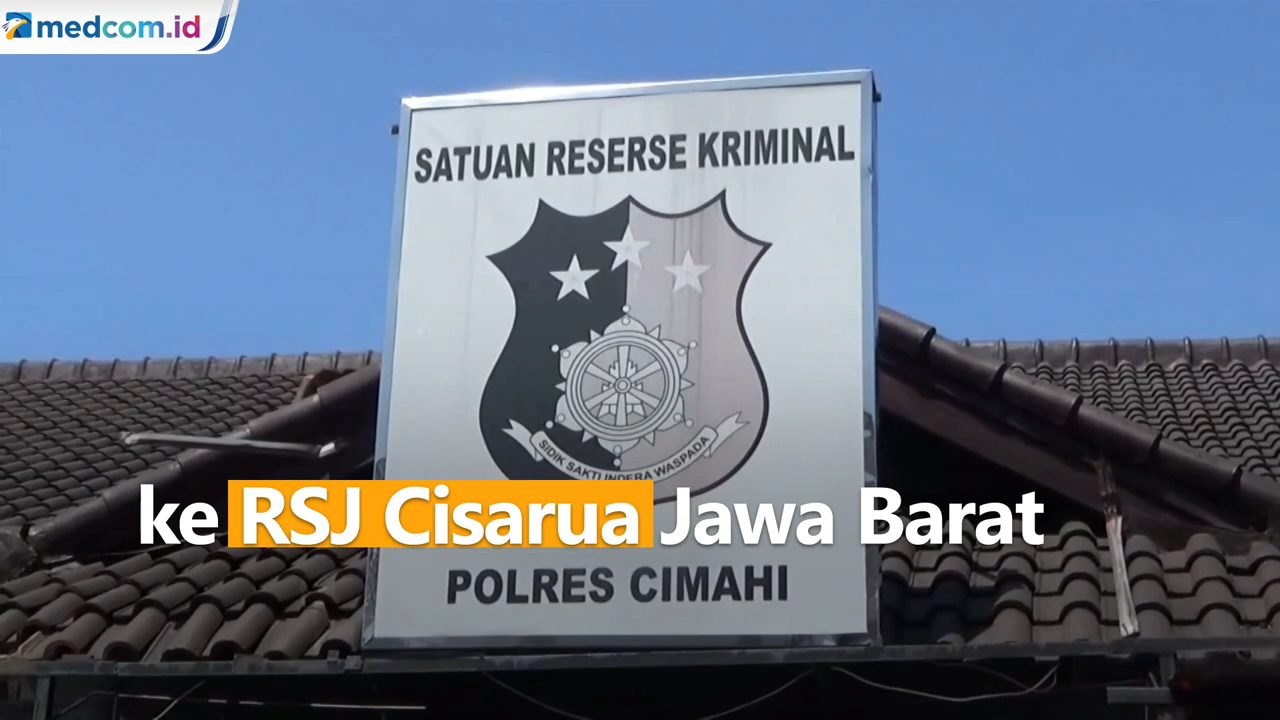 medcom.id
SATUAN RESERSE KRIMINAL
SIDIK SAKTI INDERA WASPADA
ke RSJ Cisarua Jawa Barat
POLRES CIMAHI